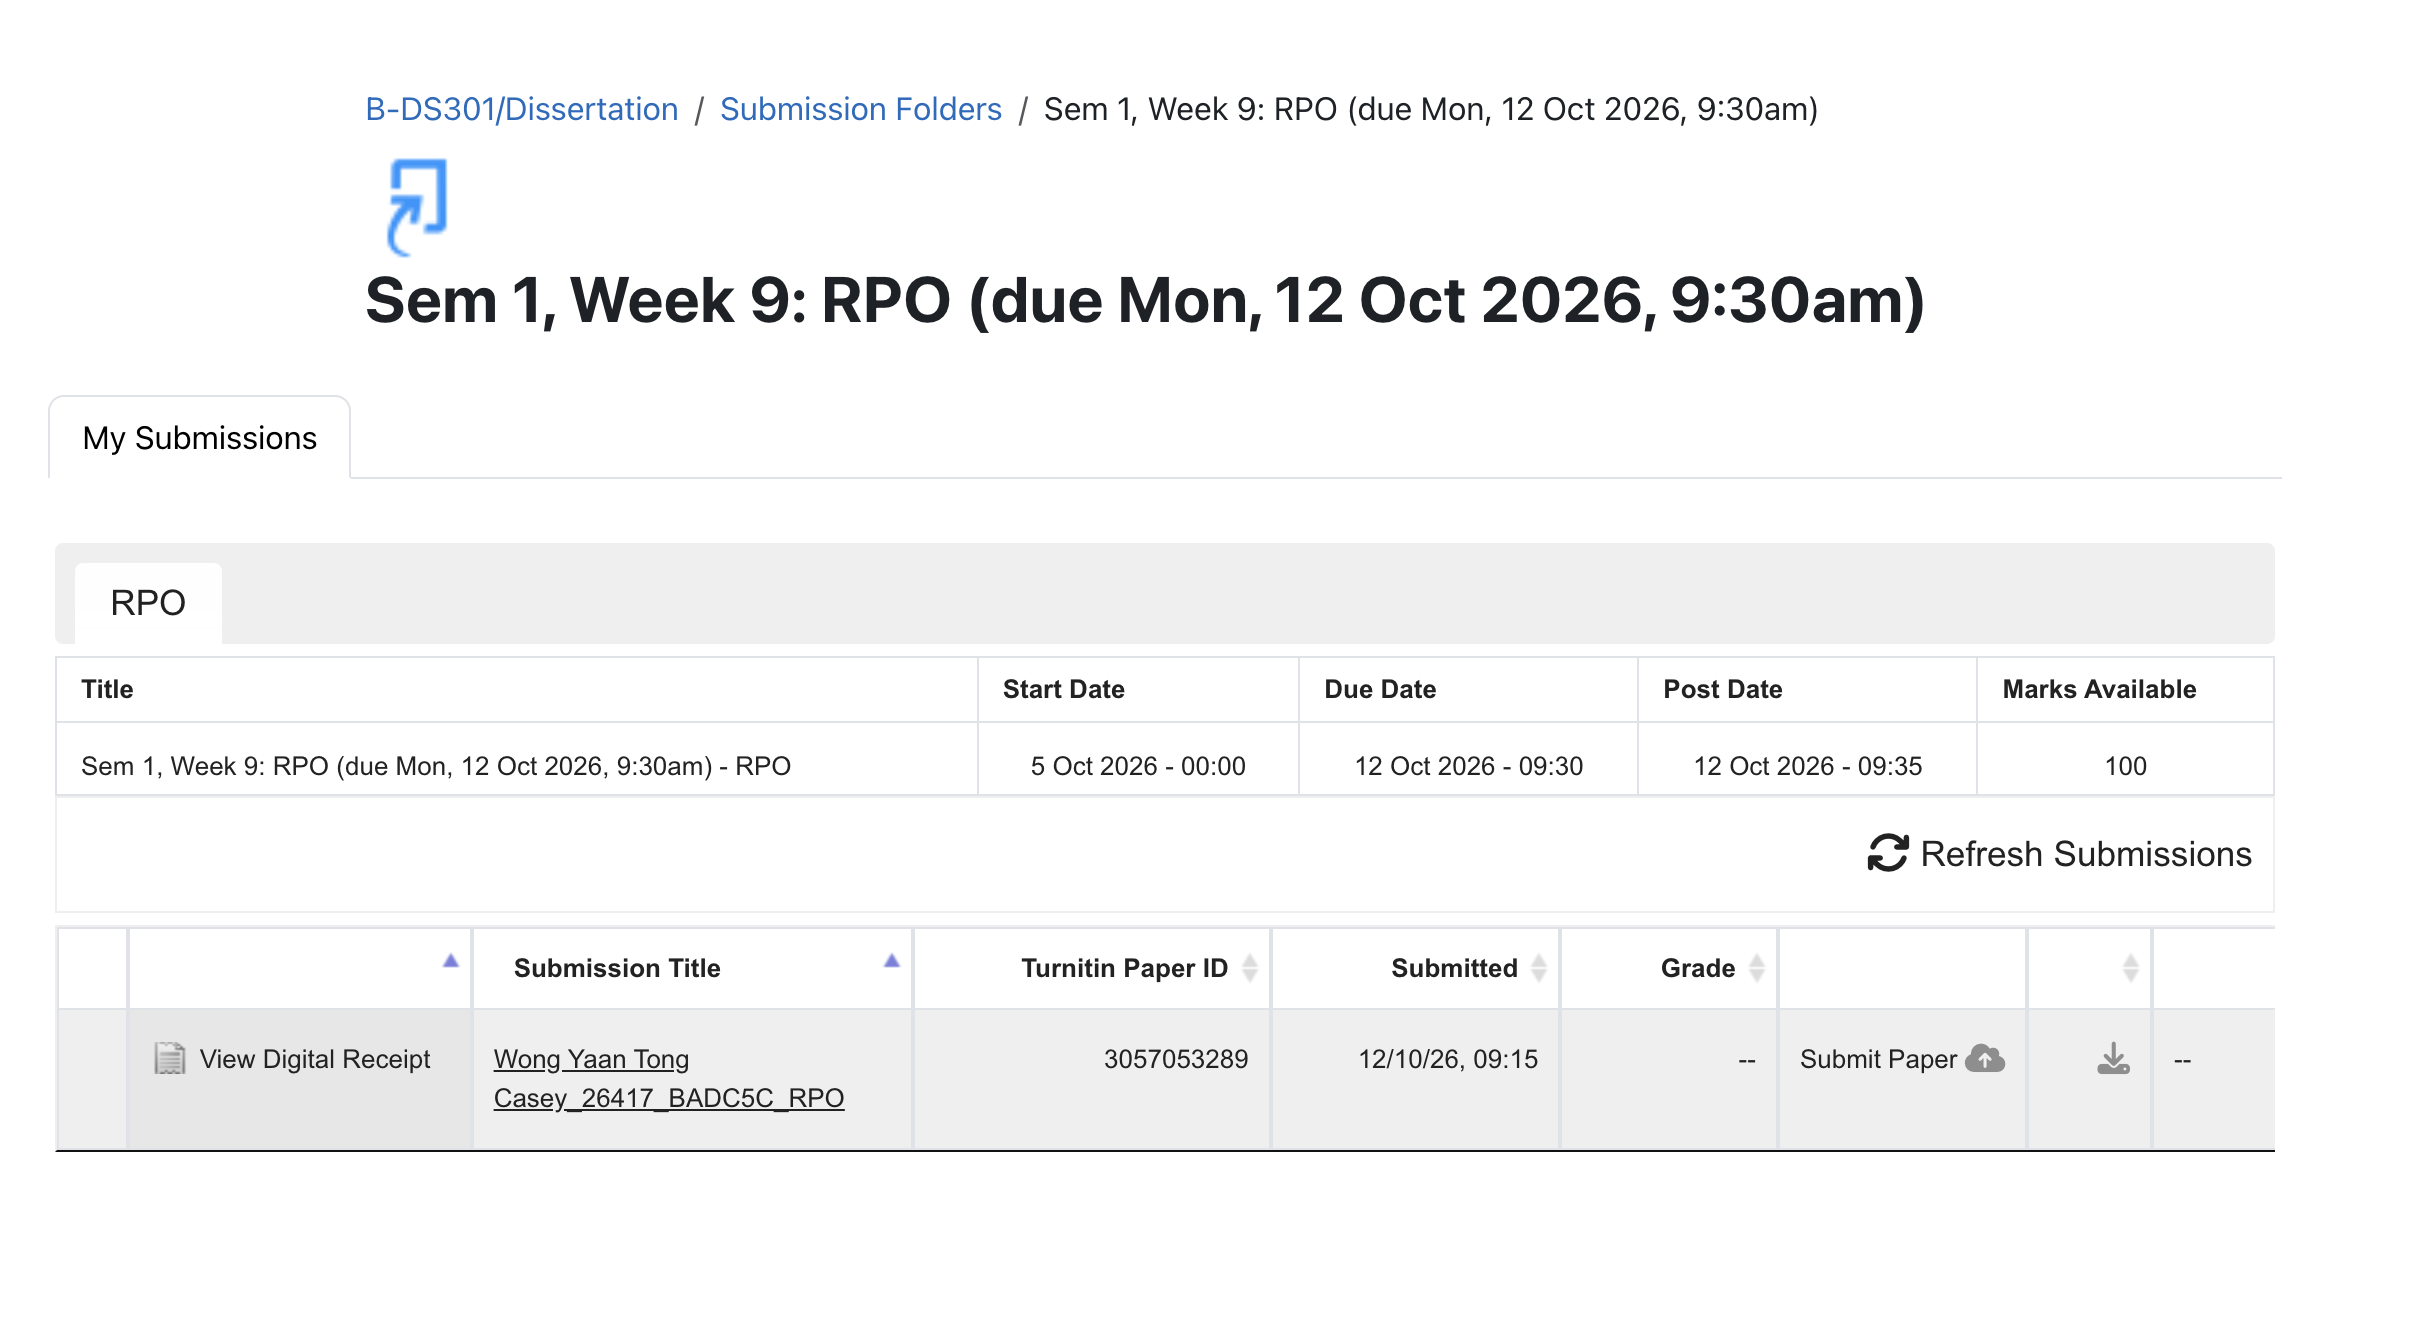 B-DS301/Dissertation / Submission Folders / Sem 1, Week 9: RPO (due Mon, 12 Oct 2026, 9:30am)
Sem 1, Week 9: RPO (due Mon, 12 Oct 2026, 9:30am)
My Submissions
RPO
Title Start Date Due Date Post Date Marks Available
Sem 1, Week 9: RPO (due Mon, 12 Oct 2026, 9:30am) - RPO 5 Oct 2026 - 00:00 12 Oct 2026 - 09:30 12 Oct 2026 - 09:35 100
Refresh Submissions
Submission Title Turnitin Paper ID Submitted Grade
View Digital Receipt Wong Yaan Tong 3057053289 12/10/26, 09:15 -- Submit Paper --
Casey_26417_BADC5C_RPO